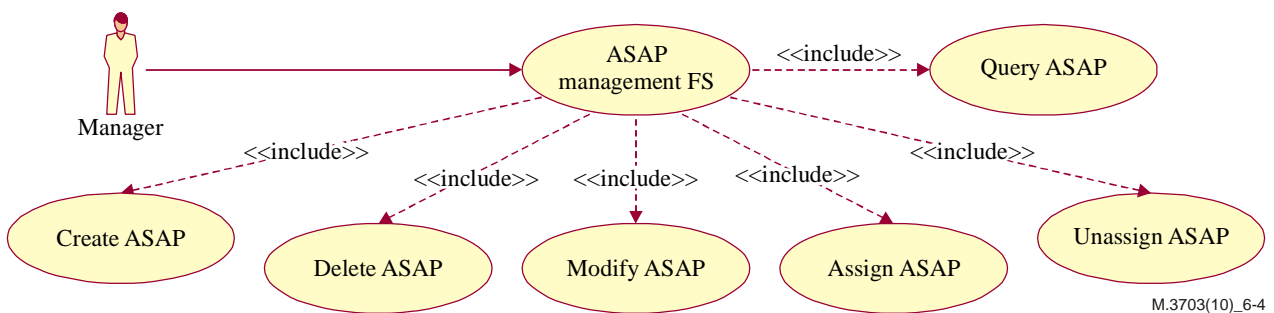 ASAP
management FS
<<include>>
Query ASAP
Manager
<<include>>
<<include>>
<<include>>
<<include>>
<<include>>
Create ASAP
Delete ASAP
Modify ASAP
Assign ASAP
Unassign ASAP
M.3703(10)_6-4